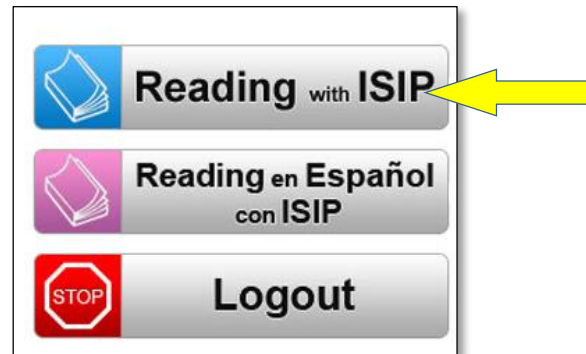 Reading with ISIP
Reading en Español
con ISIP
STOP
Logout